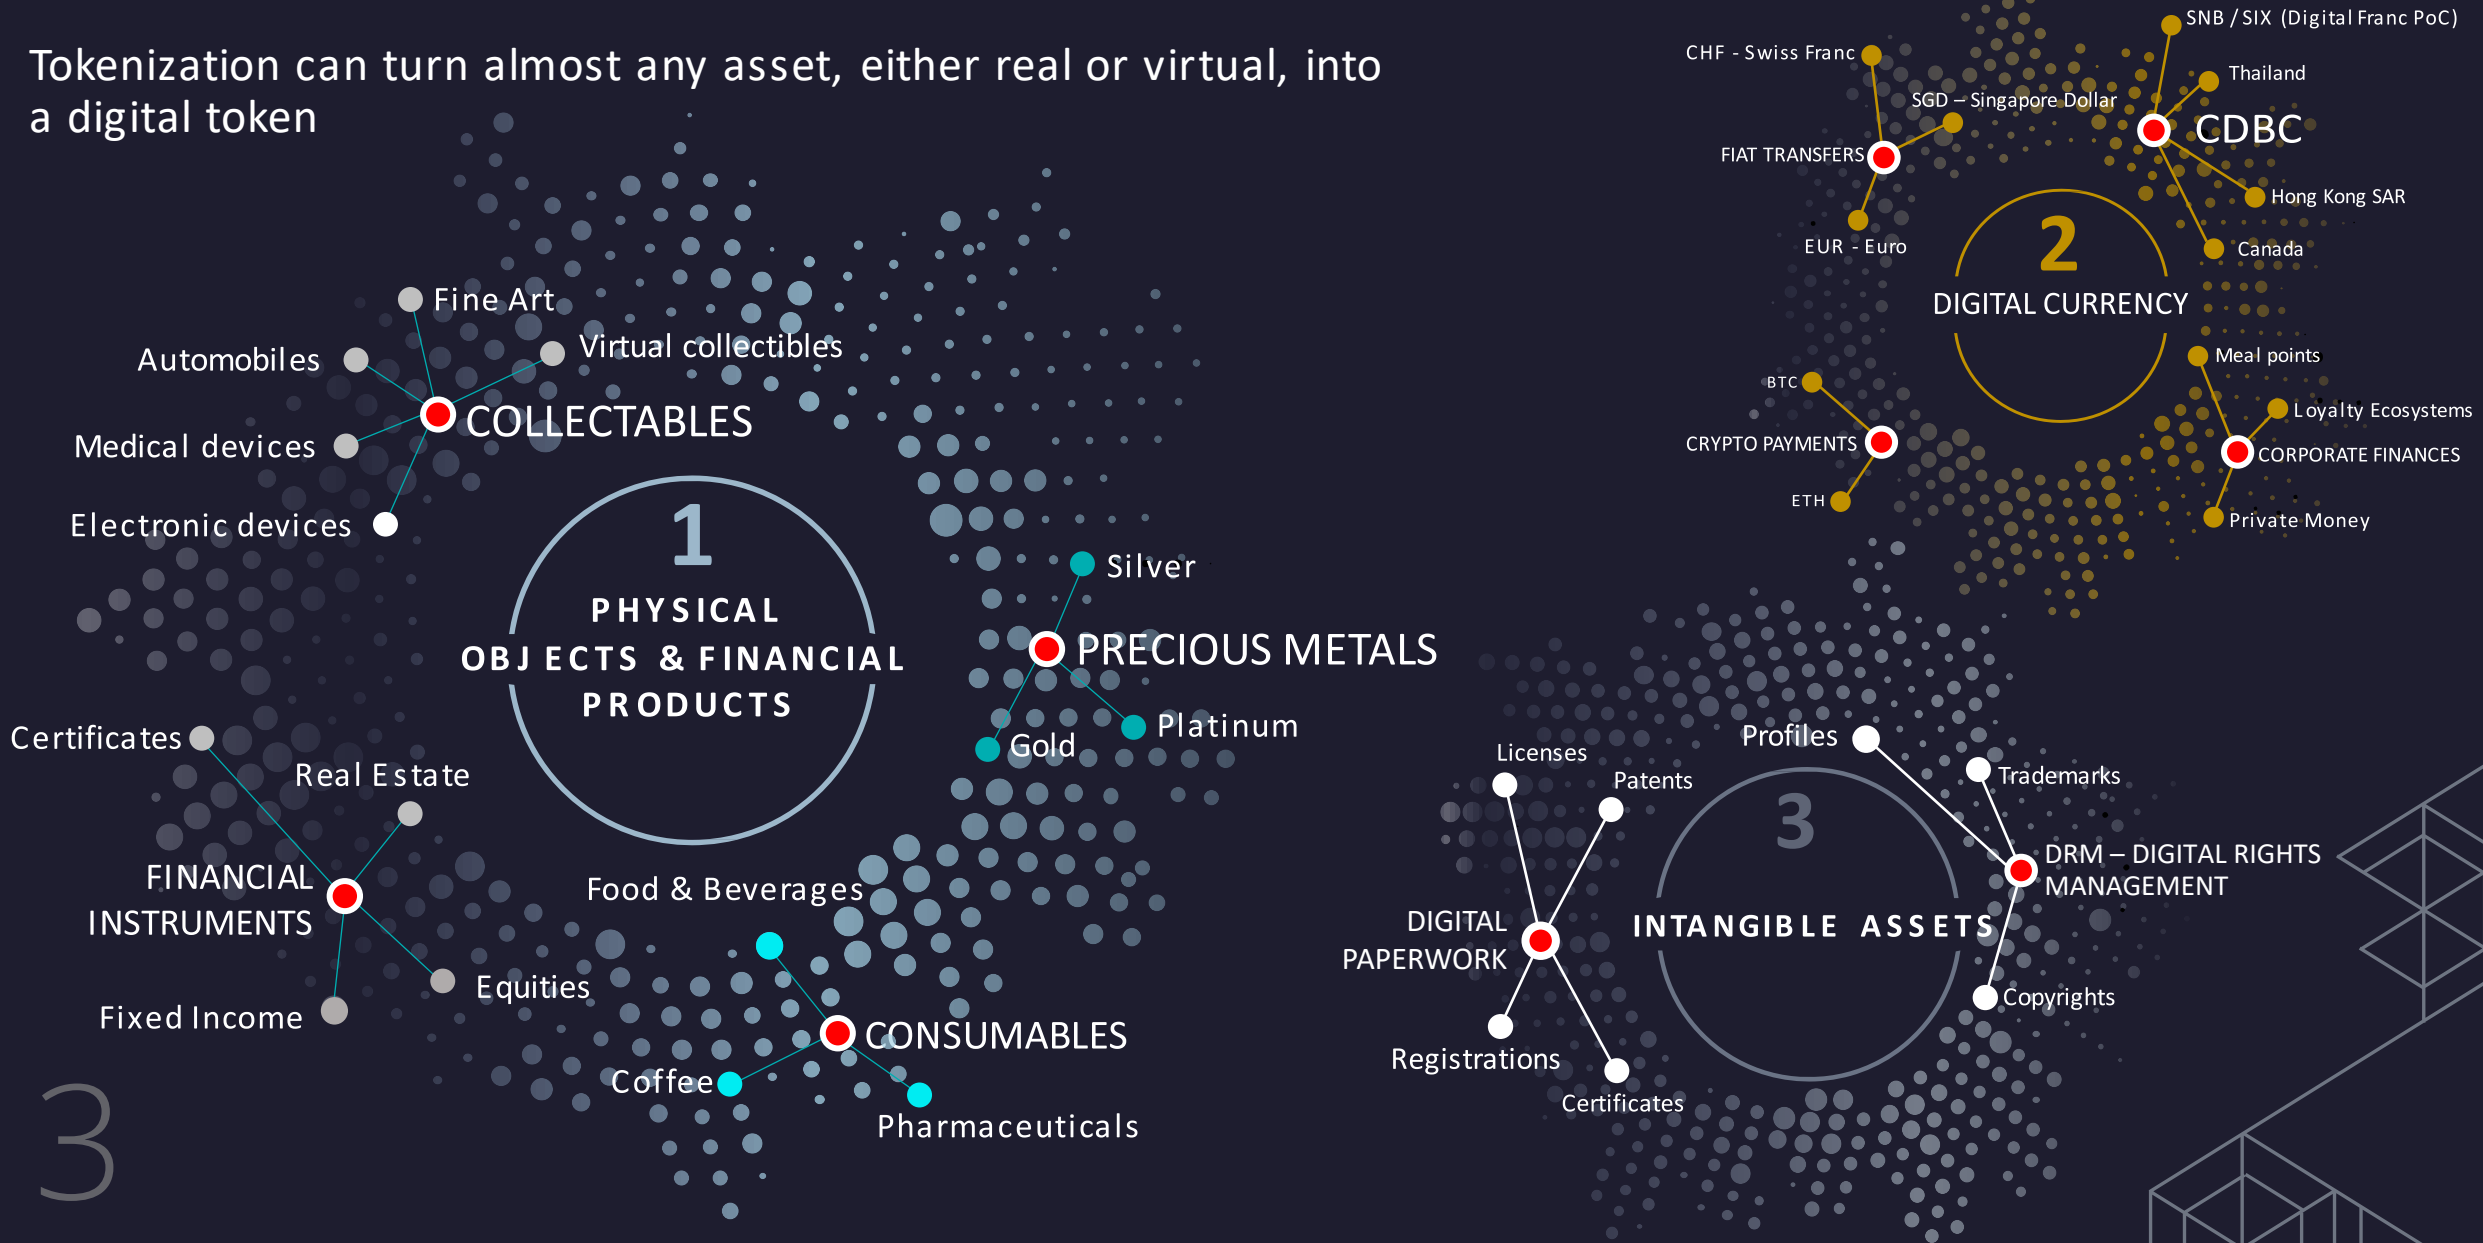 Tokenization can turn almost any asset, either real or virtual, into
a digital token
Fine Art
Automobiles
Virtual collectibles
COLLECTABLES
Medical devices
Electronic devices
1
PHYSICAL
OBJECTS & FINANCIAL
PRODUCTS
Silver
PRECIOUS METALS
Platinum
Gold
Certificates
Real Estate
FINANCIAL
INSTRUMENTS
Equities
Fixed Income
Food & Beverages
CONSUMABLES
Coffee
Pharmaceuticals
3
SNB / SIX (Digital Franc PoC)
CHF - Swiss Franc
Thailand
SGD – Singapore Dollar
CDBC
FIAT TRANSFERS
Hong Kong SAR
EUR - Euro
Canada
2
DIGITAL CURRENCY
Meal points
BTC
Loyalty Ecosystems
CRYPTO PAYMENTS
CORPORATE FINANCES
ETH
Private Money
Profiles
Licenses
Patents
Trademarks
3
DRM – DIGITAL RIGHTS
MANAGEMENT
INTANGIBLE ASSETS
DIGITAL
PAPERWORK
Copyrights
Registrations
Certificates